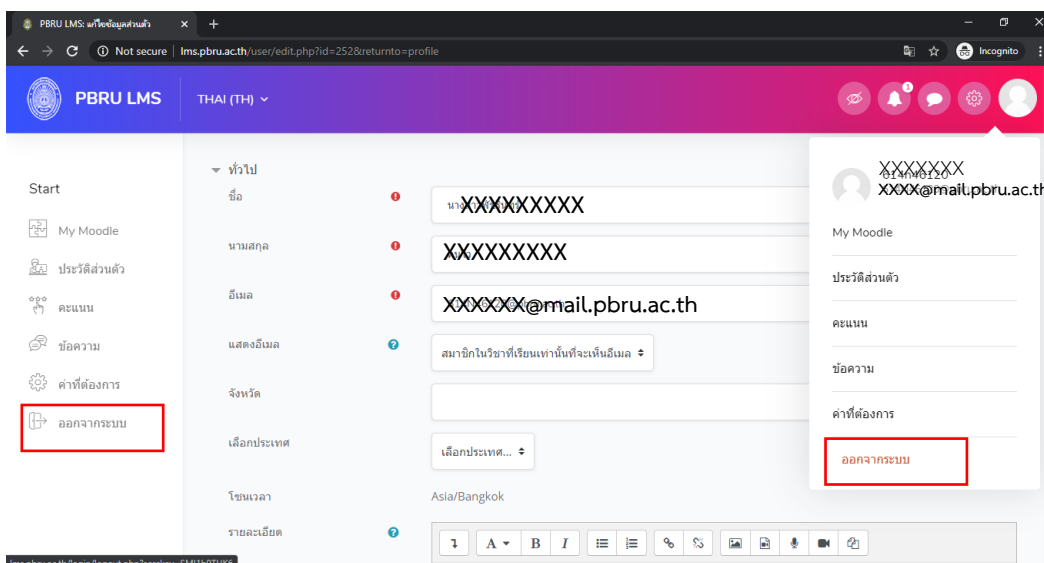 PBRU LMS: แก้ไขข้อมูลส่วนตัว
Not secure
lms.pbru.ac.th/user/edit.php?id=252&returnto=profile
Incognito
PBRU LMS
THAI (TH)
1
Start
My Moodle
ประวัติส่วนตัว
คะแนน
ข้อความ
ค่าที่ต้องการ
ออกจากระบบ
ทั่วไป
ชื่อ
XXXXXXXXX
นามสกุล
XXXXXXXXX
อีเมล
XXXXXX@mail.pbru.ac.th
แสดงอีเมล
สมาชิกในวิชาที่เรียนเท่านั้นที่จะเห็นอีเมล
จังหวัด
เลือกประเทศ
เลือกประเทศ...
โซนเวลา
Asia/Bangkok
รายละเอียด
A
B
I
XXXXXXX
XXXX@mail.pbru.ac.th
My Moodle
ประวัติส่วนตัว
คะแนน
ข้อความ
ค่าที่ต้องการ
ออกจากระบบ